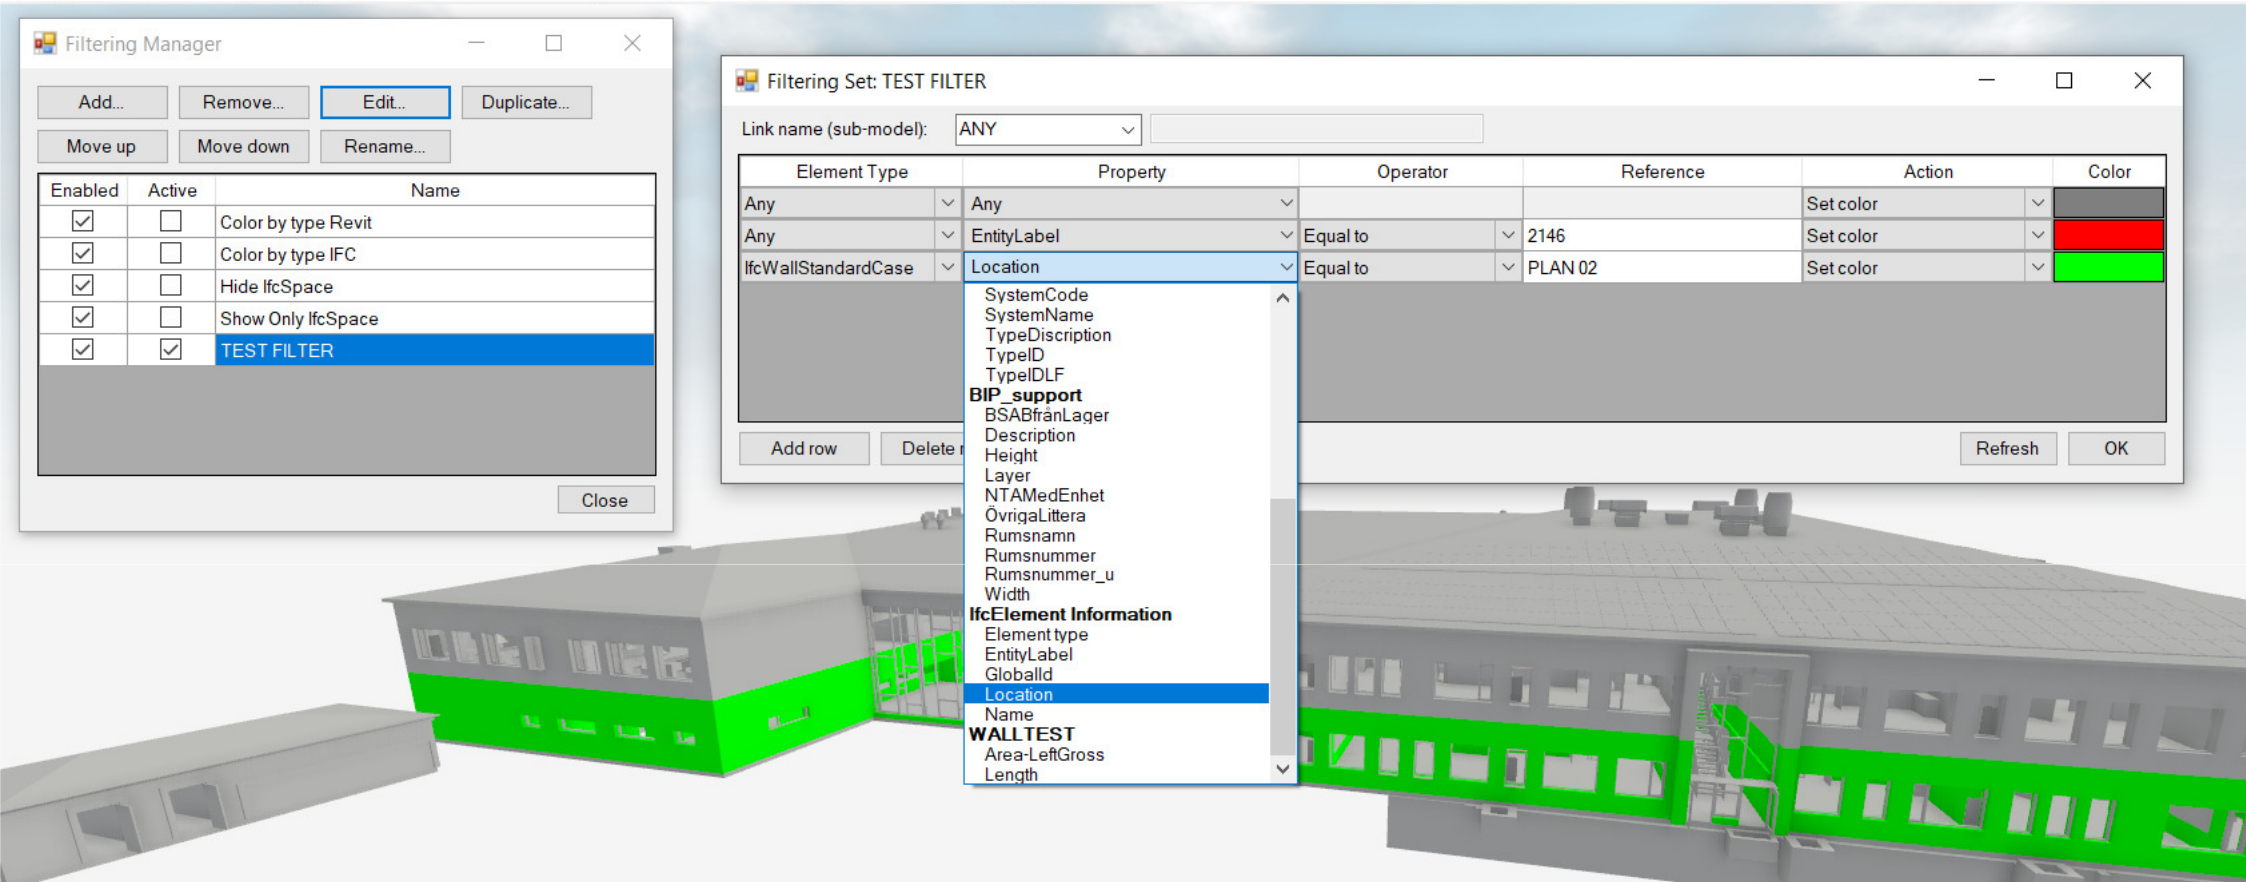 Filtering Manager
Add...
Remove...
Edit...
Duplicate...
Move up
Move down
Rename...
Enabled Active Name
Color by type Revit
Color by type IFC
Hide IfcSpace
Show Only IfcSpace
TEST FILTER
Close
Filtering Set: TEST FILTER
Link name (sub-model): ANY
Element Type Property Operator Reference Action Color
Any Any Set color
Any EntityLabel Equal to 2146 Set color
IfcWallStandardCase Location Equal to PLAN 02 Set color
SystemCode
SystemName
TypeDiscription
TypeID
TypeIDLF
BIP_support
BSABfrånLager
Description
Height
Layer
NTAMedEnhet
ÖvrigaLittera
Rumsnamn
Rumsnummer
Rumsnummer_u
Width
IfcElement Information
Element type
EntityLabel
GlobalId
Location
Name
WALLTEST
Area-LeftGross
Length
Add row
Delete
Refresh
OK